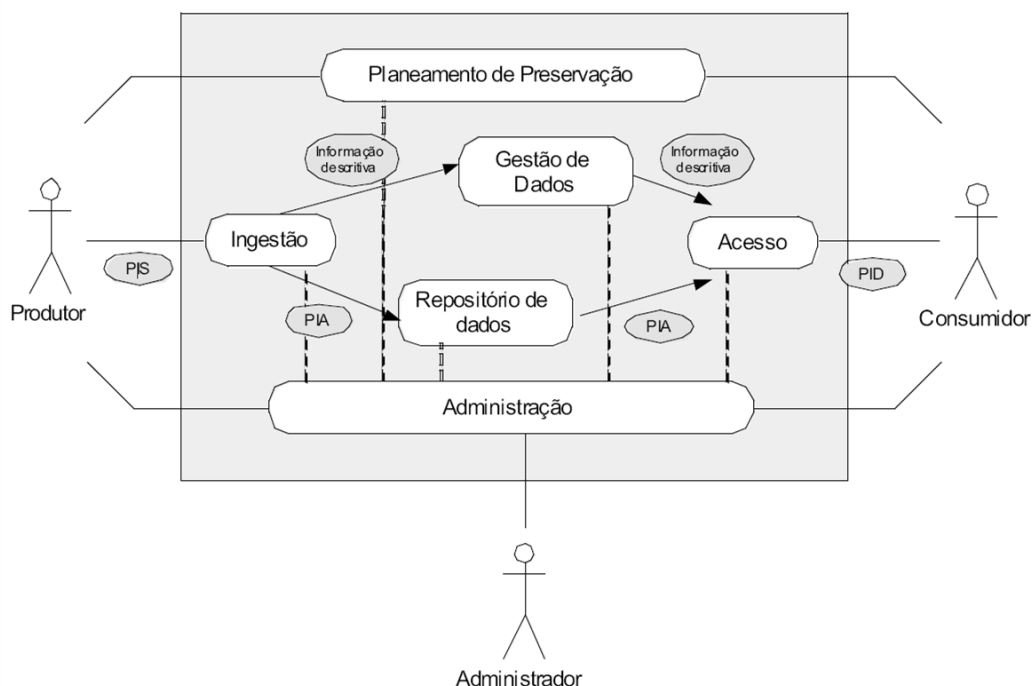 Planeamento de Preservação
Informação
descritiva
Gestão de
Dados
Informação
descritiva
Ingestão
Acesso
PIS
PID
Produtor
Consumidor
PIA
Repositório de
dados
PIA
Administração
Administrador